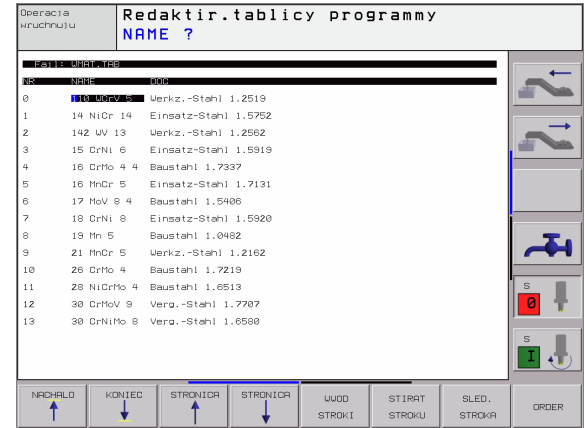 Operacja
wruchnuju
Redaktir.tablicy programmy
NAME ?
Fail: WMAT.TAB
NR NAME DOC
0 110 WCrV 5 Werkz.-Stahl 1.2519
1 14 NiCr 14 Einsatz-Stahl 1.5752
2 142 WV 13 Werkz.-Stahl 1.2562
3 15 CrNi 6 Einsatz-Stahl 1.5919
4 16 CrMo 4 4 Baustahl 1.7337
5 16 MnCr 5 Einsatz-Stahl 1.7131
6 17 MoV 8 4 Baustahl 1.5406
7 18 CrNi 8 Einsatz-Stahl 1.5920
8 19 Mn 5 Baustahl 1.0482
9 21 MnCr 5 Werkz.-Stahl 1.2162
10 26 CrMo 4 Baustahl 1.7219
11 28 NiCrMo 4 Baustahl 1.6513
12 30 CrMoV 9 Verg.-Stahl 1.7707
13 30 CrNiMo 8 Verg.-Stahl 1.6580
S
0
S
I
NACHALO KONIEC STRONICA STRONICA WWOD STROKI STIRAT STROKU SLED. STROKA ORDER